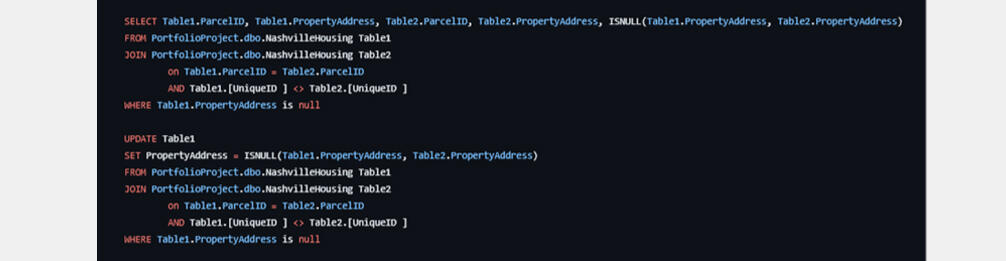 SELECT Table1.ParcelID, Table1.PropertyAddress, Table2.ParcelID, Table2.PropertyAddress, ISNULL(Table1.PropertyAddress, Table2.PropertyAddress)
FROM PortfolioProject.dbo.NashvilleHousing Table1
JOIN PortfolioProject.dbo.NashvilleHousing Table2
on Table1.ParcelID = Table2.ParcelID
AND Table1.[UniqueID ] <> Table2.[UniqueID ]
WHERE Table1.PropertyAddress is null
UPDATE Table1
SET PropertyAddress = ISNULL(Table1.PropertyAddress, Table2.PropertyAddress)
FROM PortfolioProject.dbo.NashvilleHousing Table1
JOIN PortfolioProject.dbo.NashvilleHousing Table2
on Table1.ParcelID = Table2.ParcelID
AND Table1.[UniqueID ] <> Table2.[UniqueID ]
WHERE Table1.PropertyAddress is null